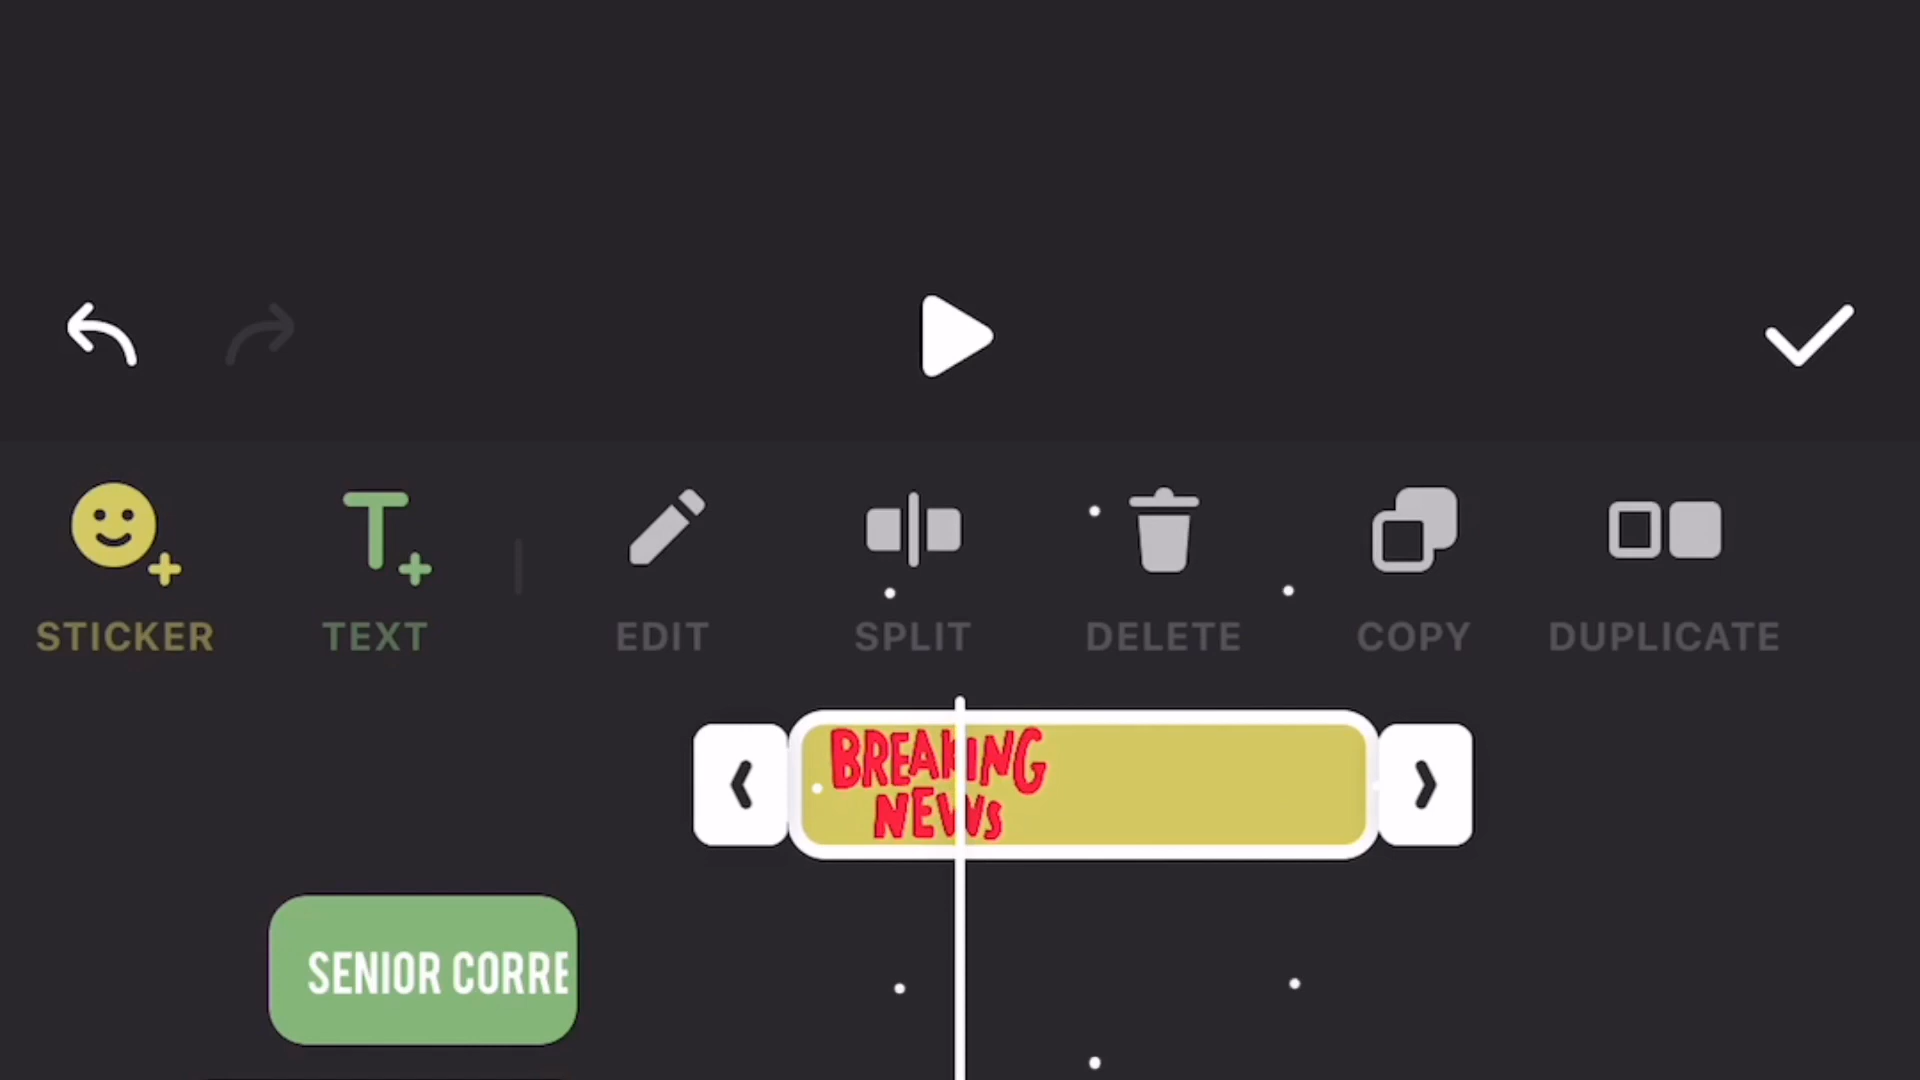 STICKER
TEXT
EDIT
SPLIT
DELETE
COPY
DUPLICATE
BREAKING
NEWS
SENIOR CORRE